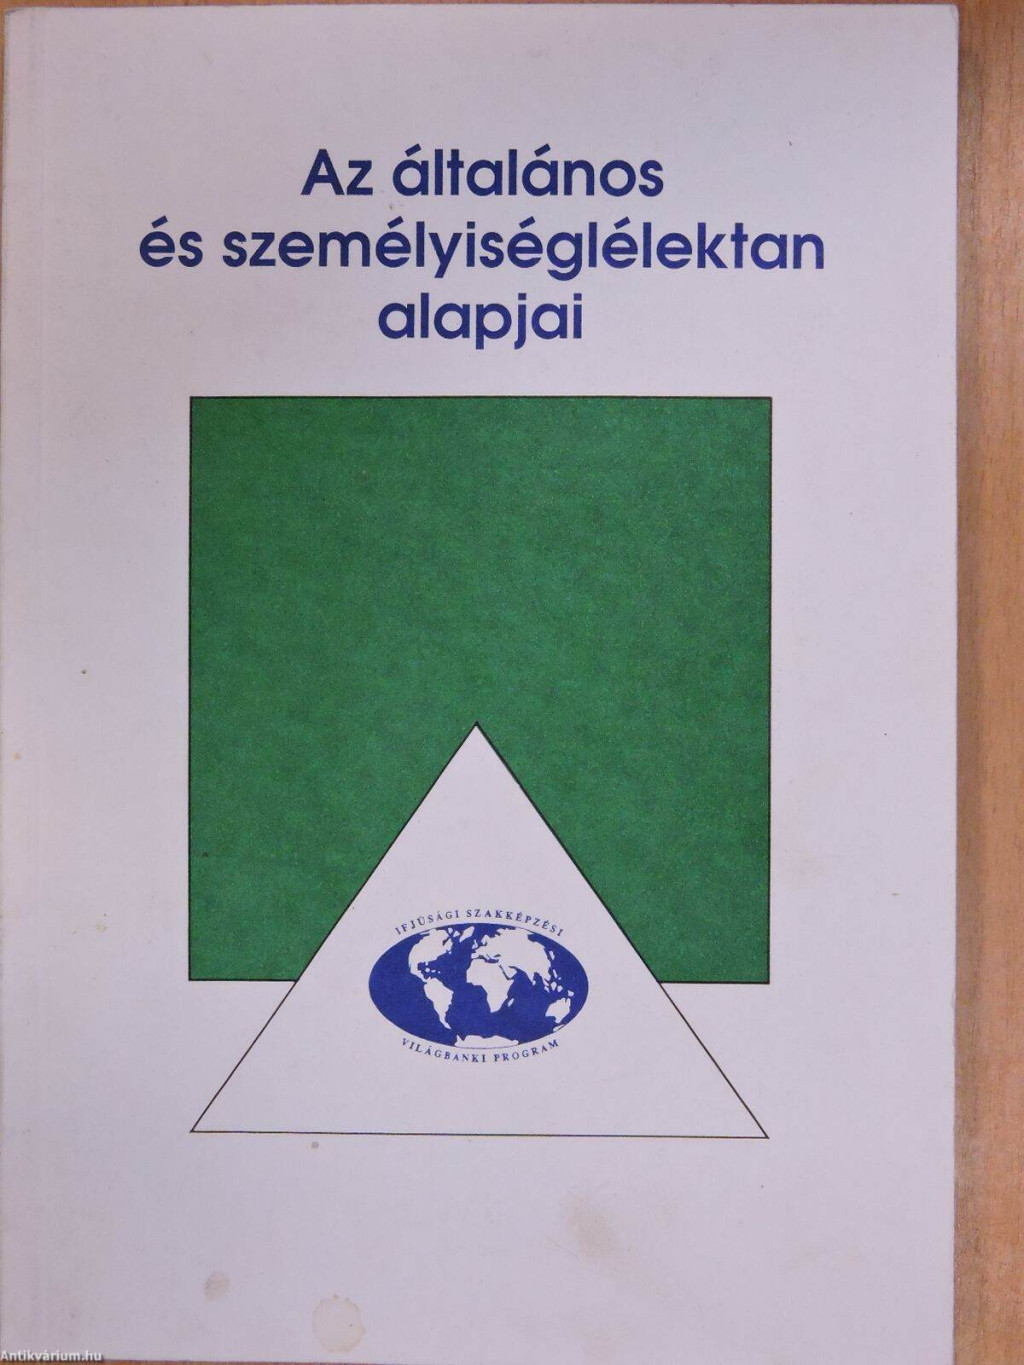 Az általános
és személyiséglélektan
alapjai
IFJÚSÁGI SZAKKÉPZÉSI
VILÁGBANKI PROGRAM
Antikvárium.hu